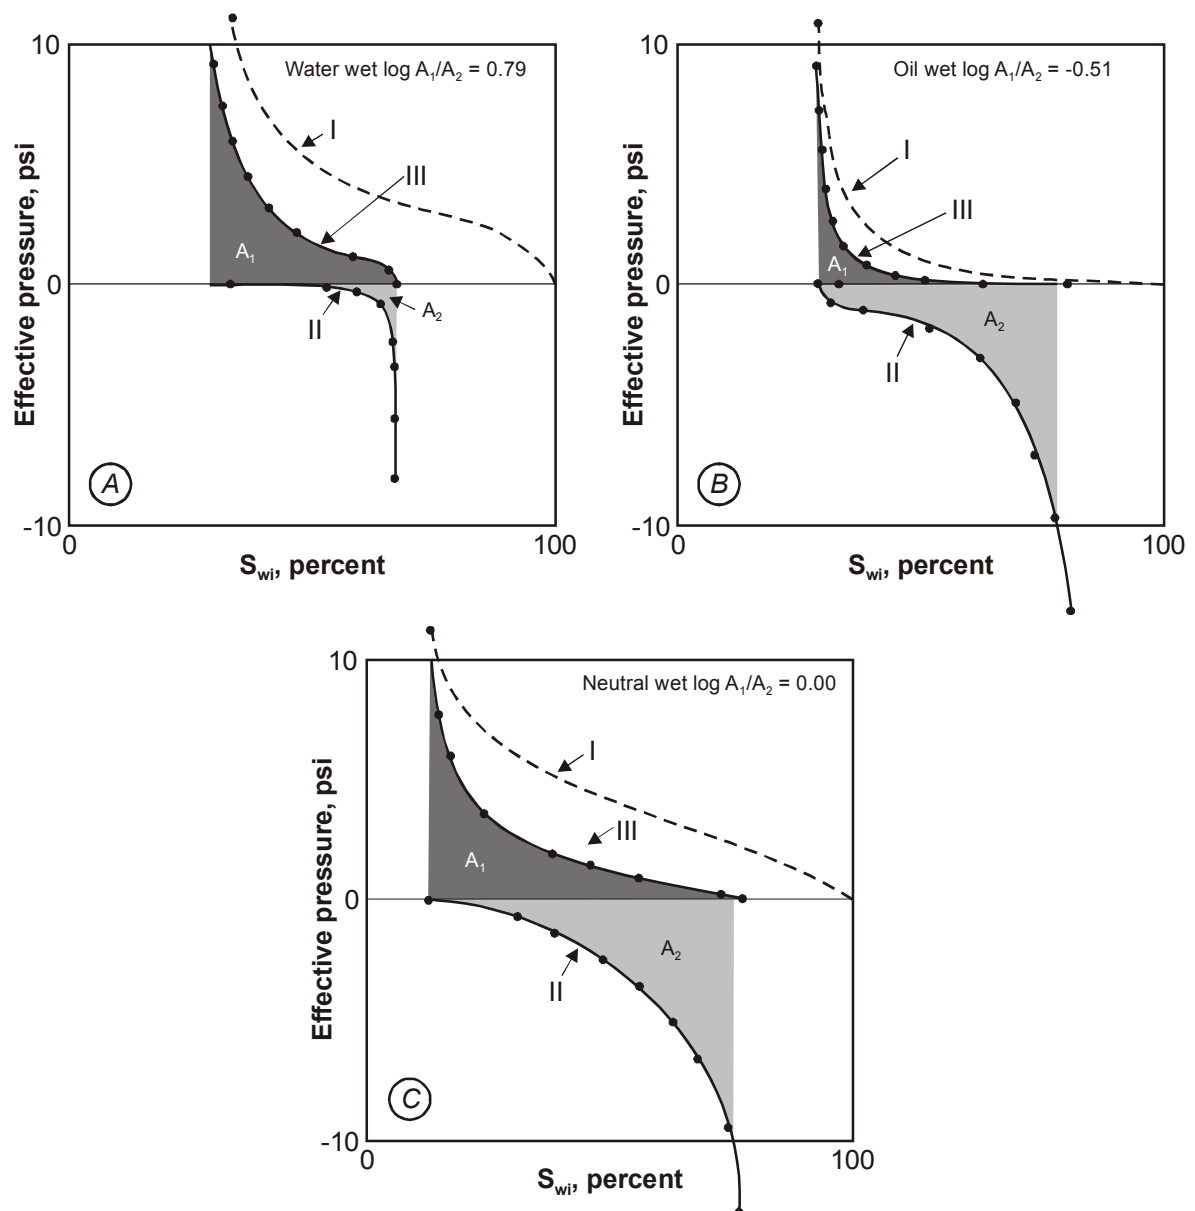 10
Water wet log A₁/A₂ = 0.79
I
III
A₁
0
A₂
II
Effective pressure, psi
A
-10
0
100
Swi, percent
10
Oil wet log A₁/A₂ = -0.51
I
III
A₁
0
A₂
II
Effective pressure, psi
B
-10
0
100
Swi, percent
10
Neutral wet log A₁/A₂ = 0.00
I
III
A₁
0
A₂
II
Effective pressure, psi
C
-10
0
100
Swi, percent